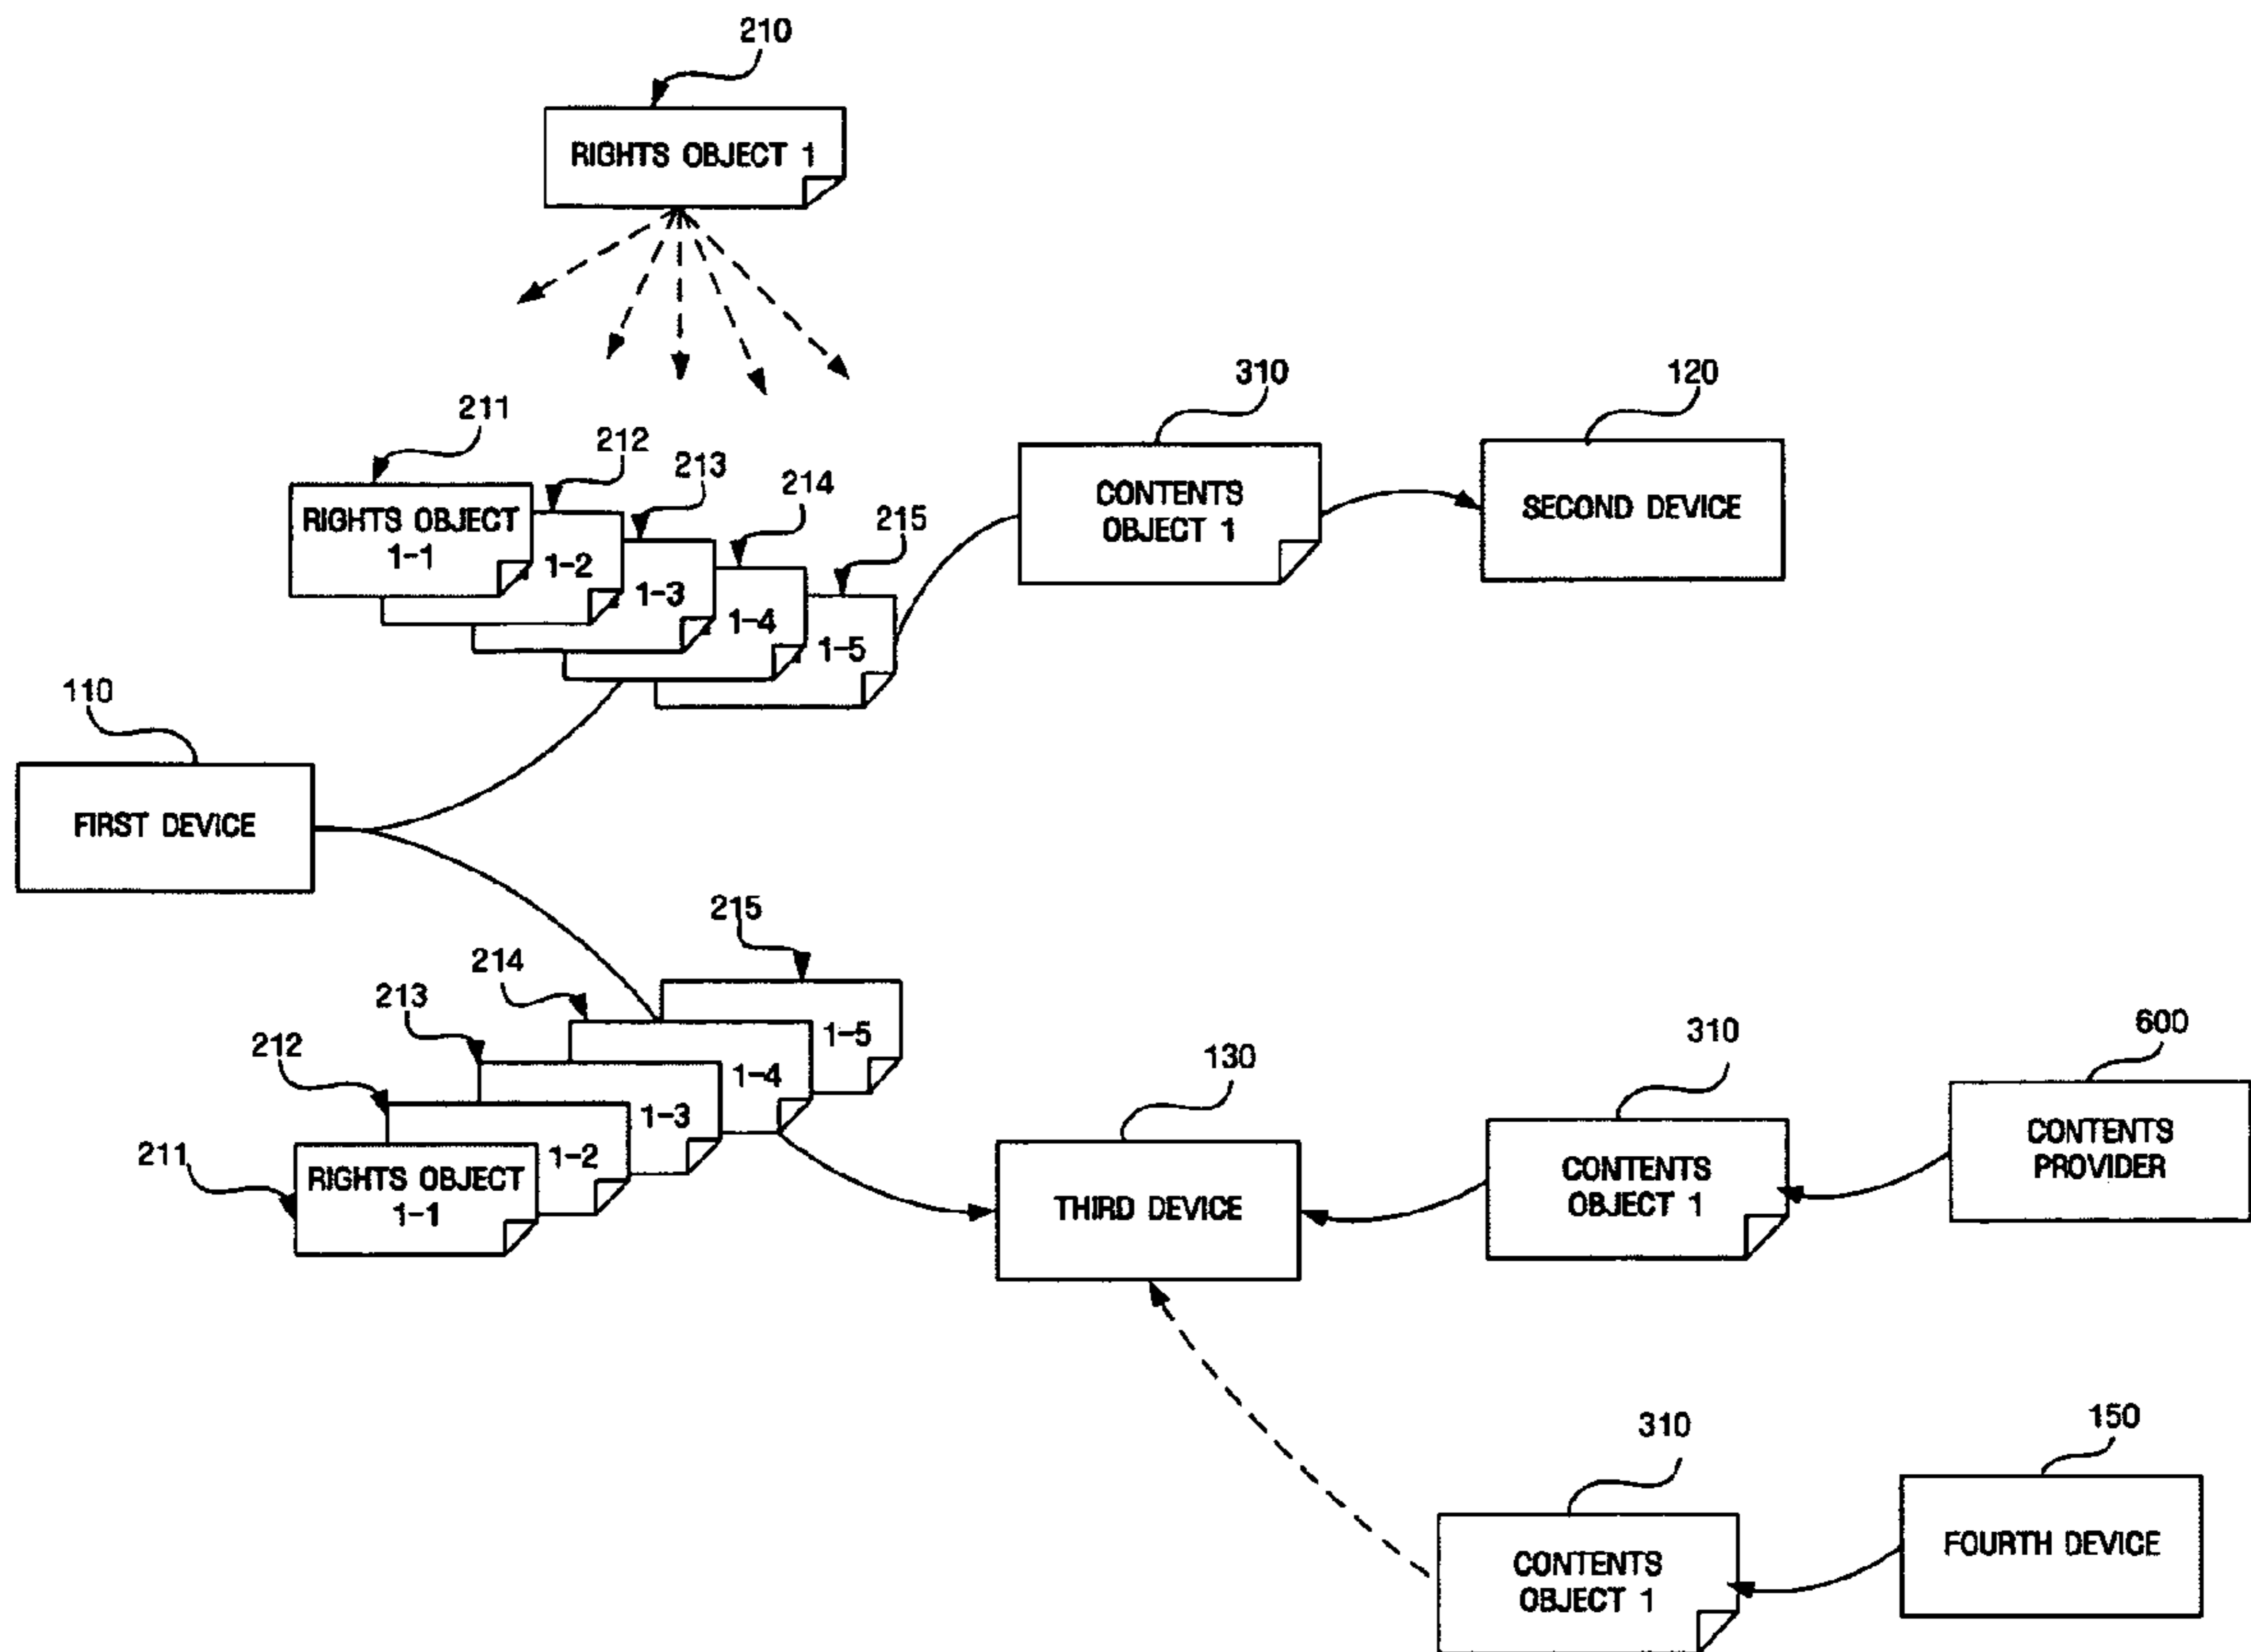 210
RIGHTS OBJECT 1
310
120
211
212
213
214
215
RIGHTS OBJECT
1-1
1-2
1-3
1-4
1-5
CONTENTS
OBJECT 1
SECOND DEVICE
110
FIRST DEVICE
215
214
213
212
211
1-5
1-4
1-3
1-2
RIGHTS OBJECT
1-1
130
THIRD DEVICE
310
CONTENTS
OBJECT 1
600
CONTENTS
PROVIDER
310
CONTENTS
OBJECT 1
150
FOURTH DEVICE